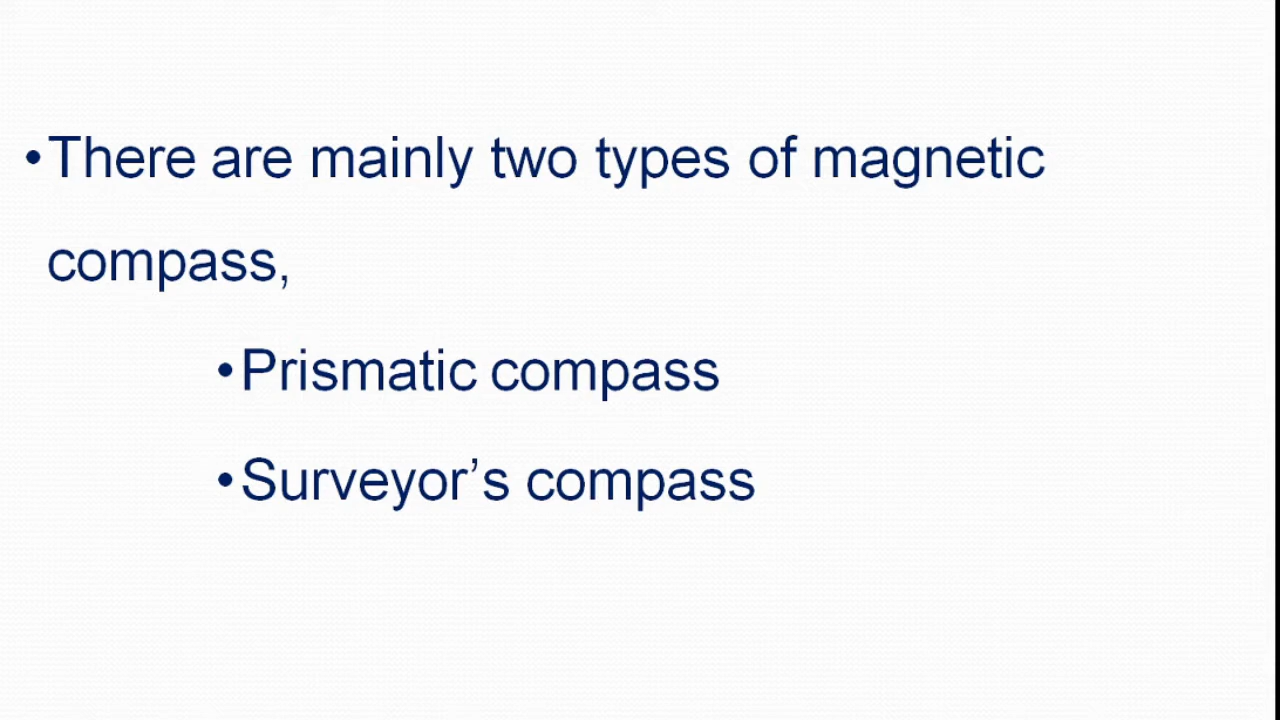 •There are mainly two types of magnetic
compass,
•Prismatic compass
•Surveyor’s compass